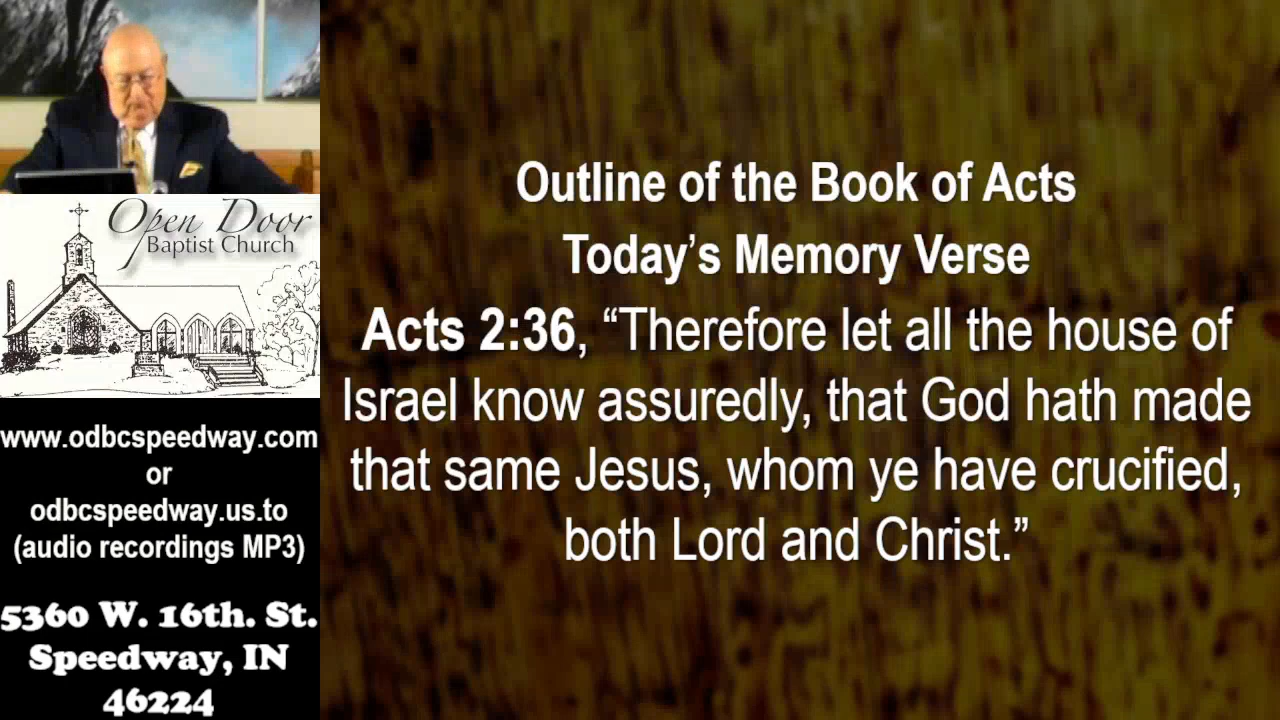 Open Door
Baptist Church
www.odbcspeedway.com
or
odbcspeedway.us.to
(audio recordings MP3)
5360 W. 16th. St.
Speedway, IN
46224
Outline of the Book of Acts
Today’s Memory Verse
Acts 2:36, “Therefore let all the house of
Israel know assuredly, that God hath made
that same Jesus, whom ye have crucified,
both Lord and Christ.”